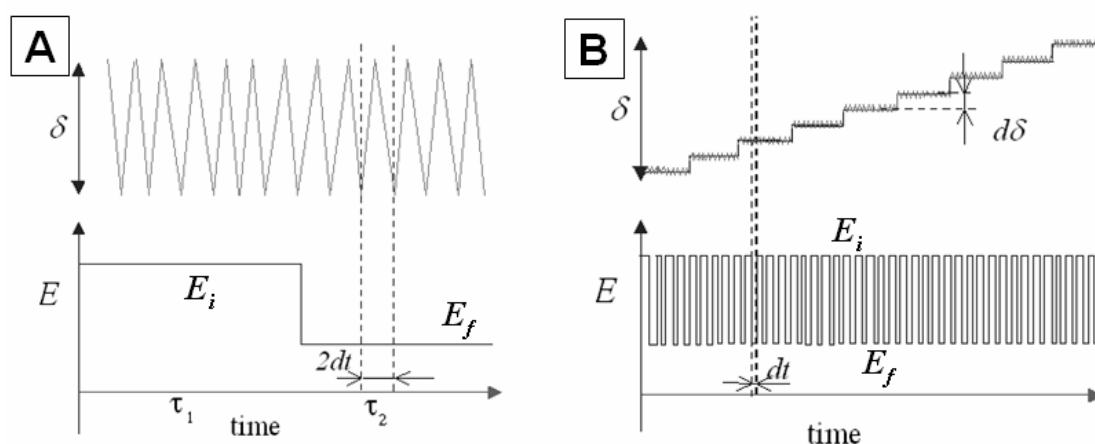 A
δ
E
E_i
E_f
2dt
τ_1
τ_2
time
B
δ
dδ
E_i
E
E_f
dt
time